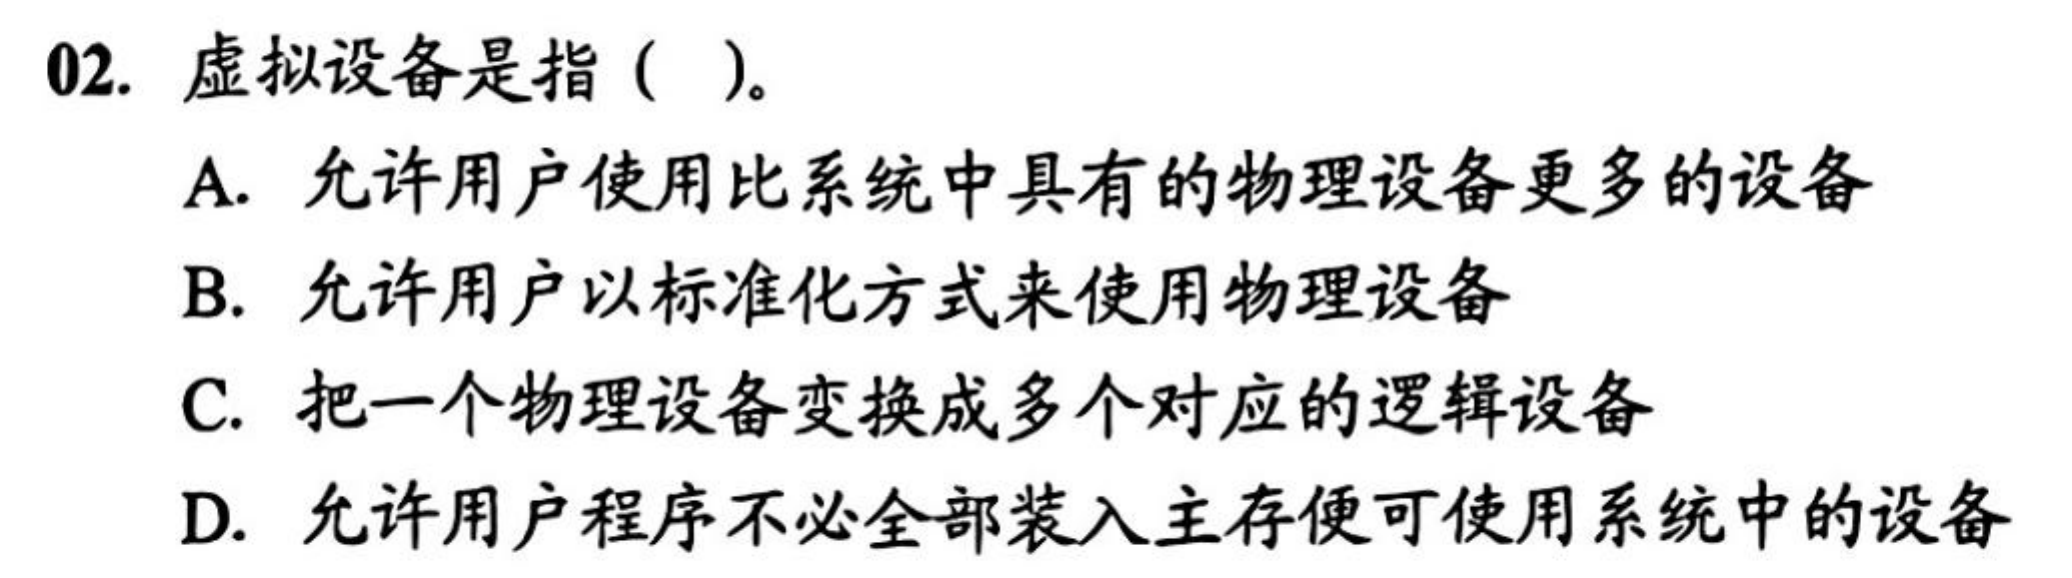 02. 虚拟设备是指（ ）。
A. 允许用户使用比系统中具有的物理设备更多的设备
B. 允许用户以标准化方式来使用物理设备
C. 把一个物理设备变换成多个对应的逻辑设备
D. 允许用户程序不必全部装入主存便可使用系统中的设备